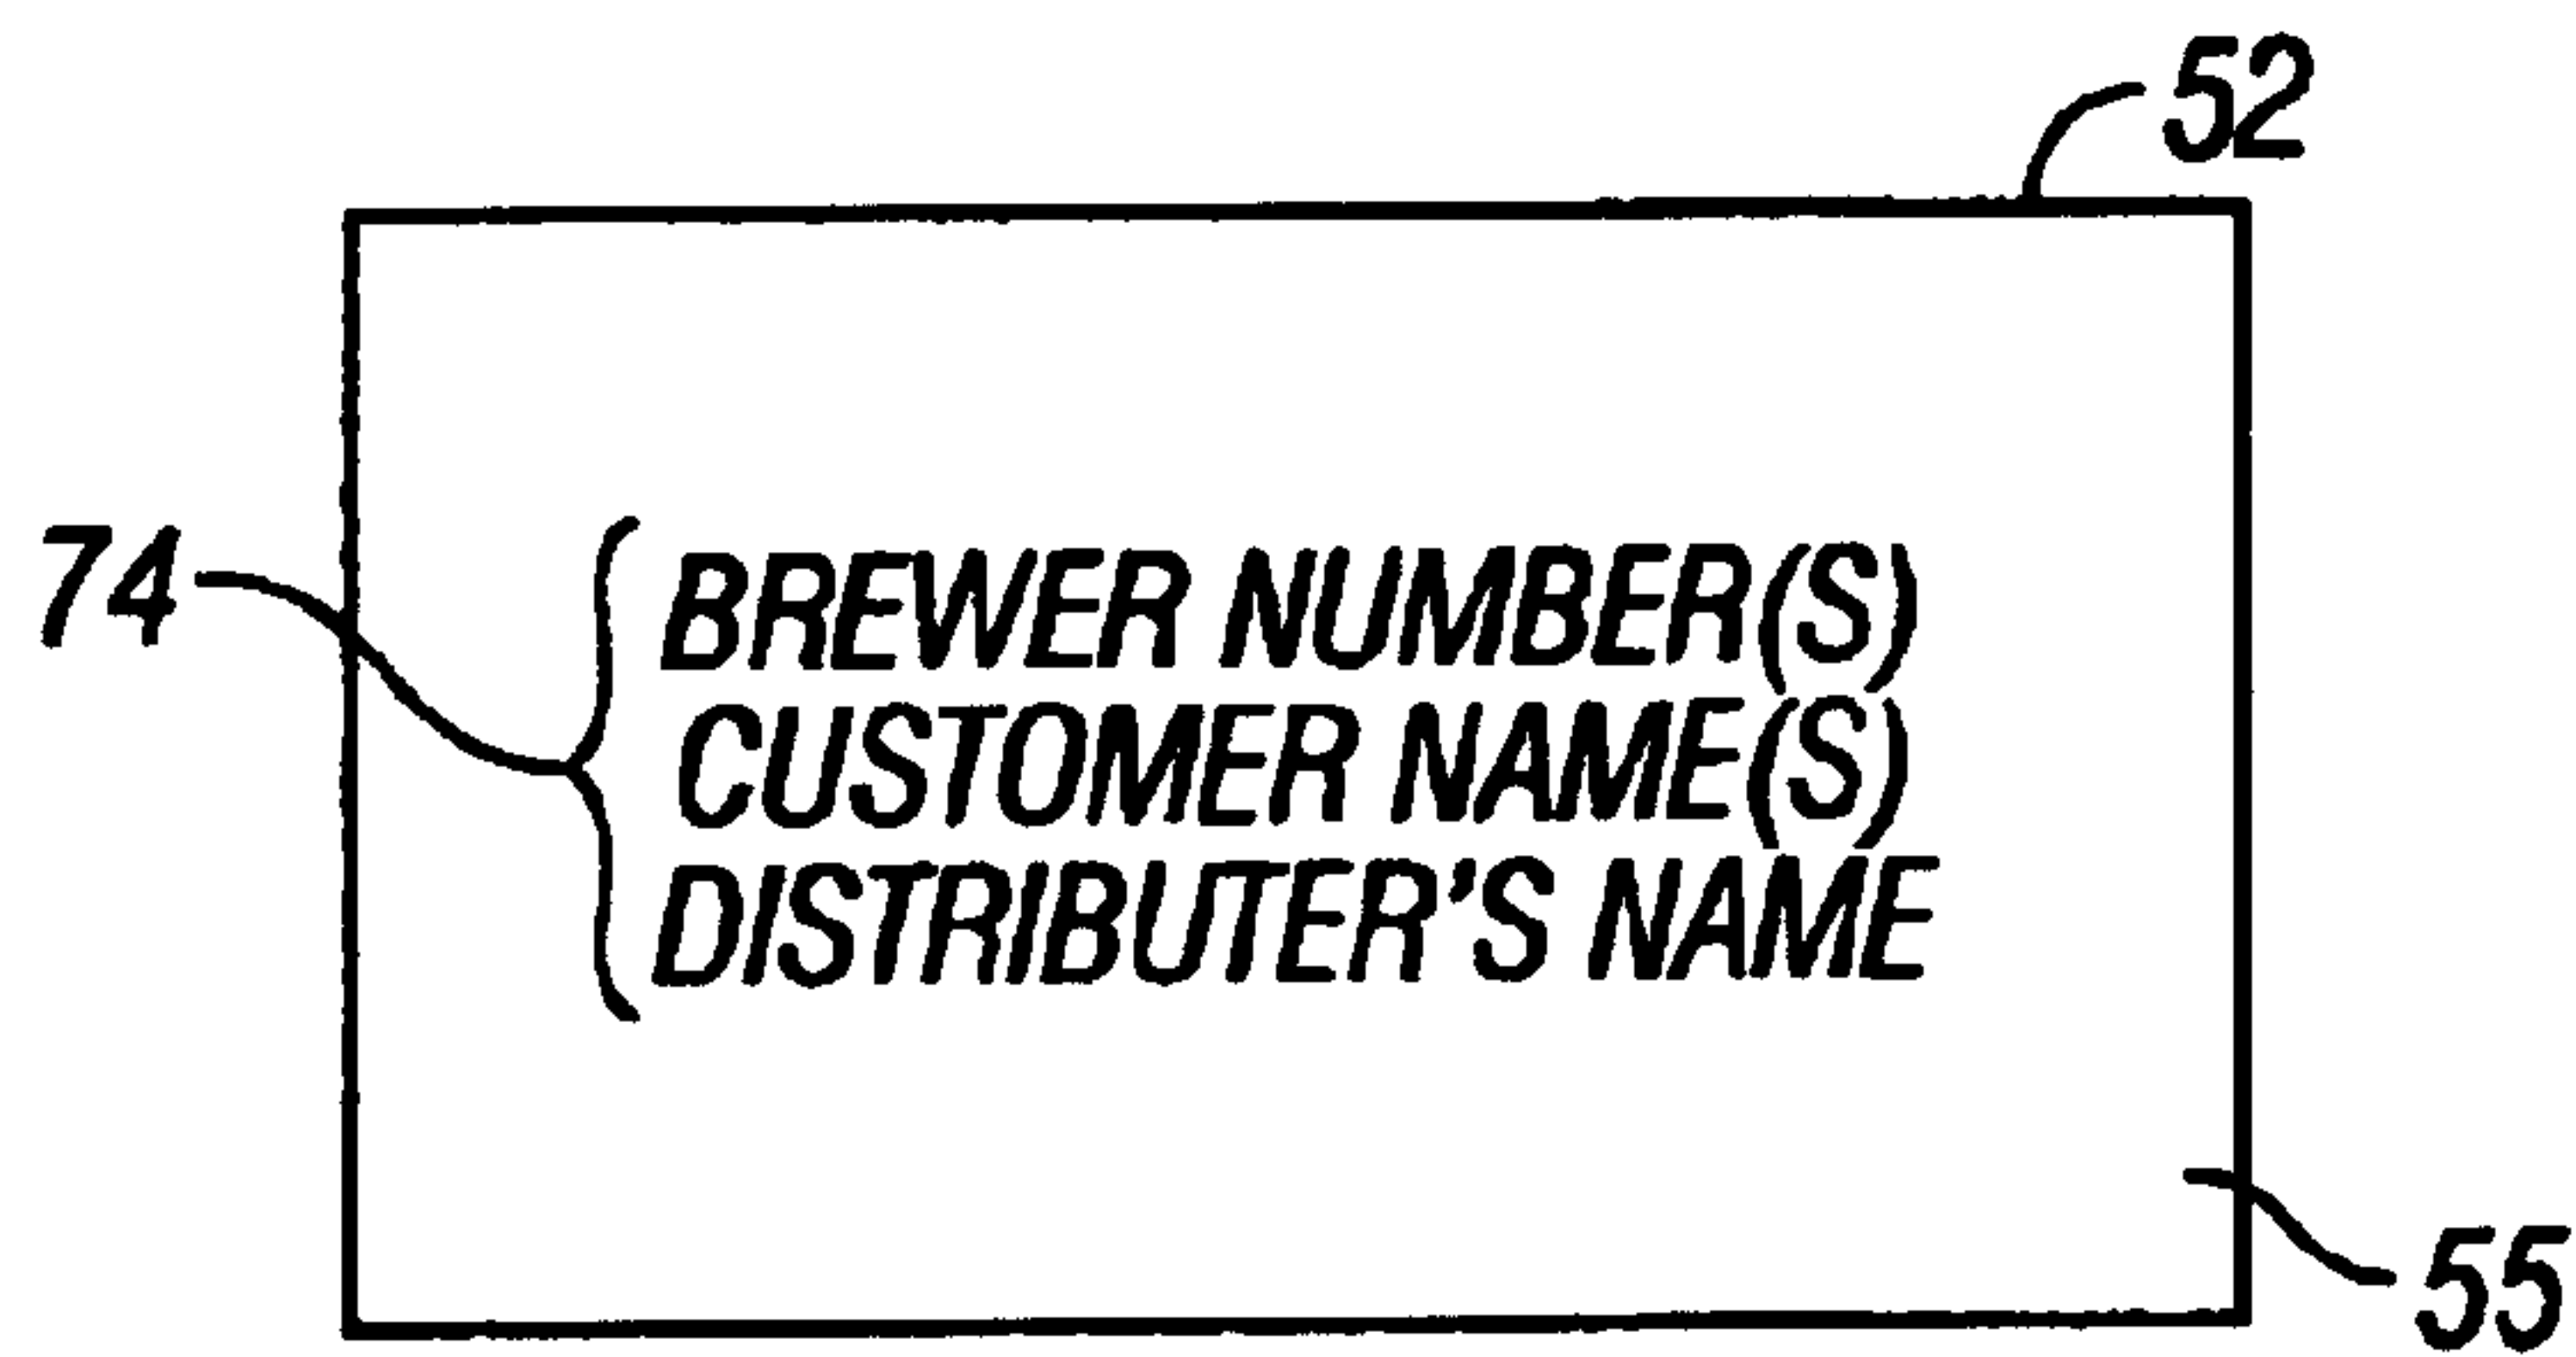 52
74
BREWER NUMBER(S)
CUSTOMER NAME(S)
DISTRIBUTER'S NAME
55